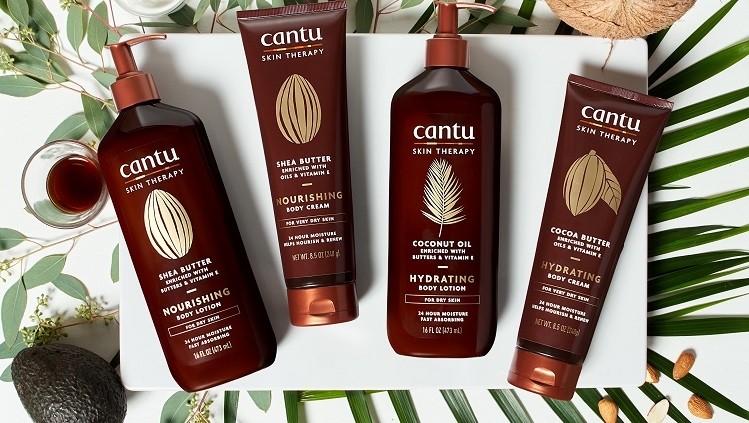 cantu
SKIN THERAPY
SHEA BUTTER
ENRICHED WITH
BUTTERS & VITAMIN E
NOURISHING
BODY LOTION
FOR DRY SKIN
24 HOUR MOISTURE
FAST ABSORBING
16 FL OZ (473 mL)
cantu
SKIN THERAPY
SHEA BUTTER
ENRICHED WITH
OILS & VITAMIN E
NOURISHING
BODY CREAM
FOR VERY DRY SKIN
24 HOUR MOISTURE
HELPS NOURISH & RENEW
NET WT. 8.5 OZ (240g)
cantu
SKIN THERAPY
COCONUT OIL
ENRICHED WITH
BUTTERS & VITAMIN E
HYDRATING
BODY LOTION
FOR DRY SKIN
24 HOUR MOISTURE
FAST ABSORBING
16 FL OZ (473 mL)
cantu
SKIN THERAPY
COCOA BUTTER
ENRICHED WITH
OILS & VITAMIN E
HYDRATING
BODY CREAM
FOR VERY DRY SKIN
24 HOUR MOISTURE
HELPS NOURISH & RENEW
NET WT. 8.5 OZ (240g)